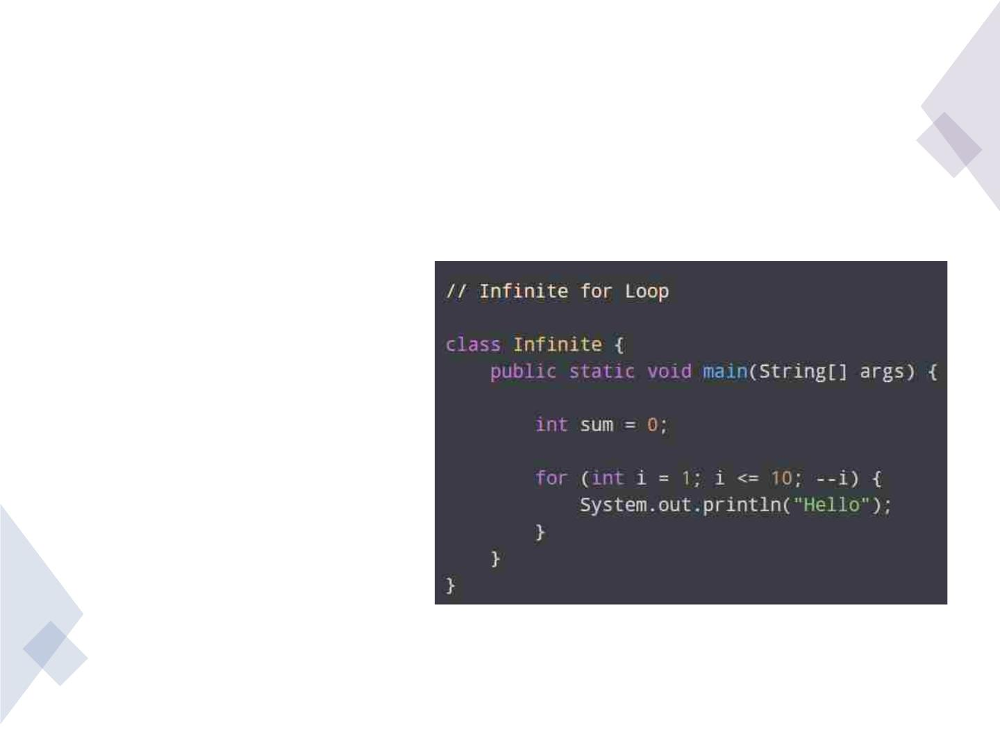 // Infinite for Loop
class Infinite {
    public static void main(String[] args) {
        int sum = 0;
        for (int i = 1; i <= 10; --i) {
            System.out.println("Hello");
        }
    }
}